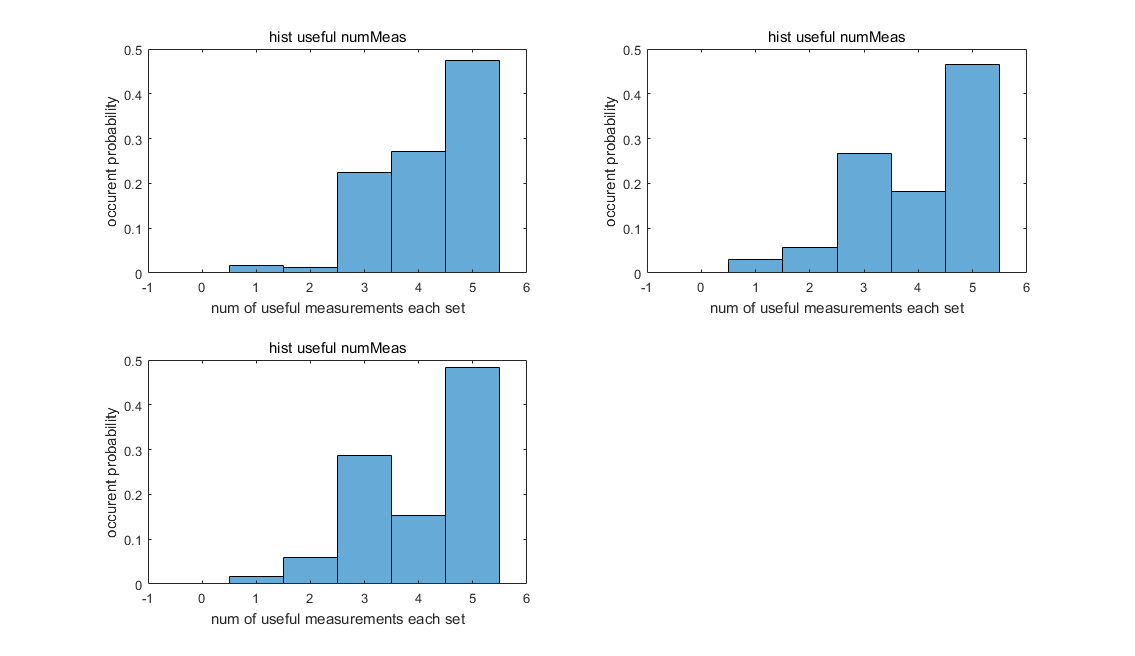 hist useful numMeas
0.5
0.4
0.3
0.2
0.1
0
occurent probability
-1 0 1 2 3 4 5 6
num of useful measurements each set
hist useful numMeas
0.5
0.4
0.3
0.2
0.1
0
occurent probability
-1 0 1 2 3 4 5 6
num of useful measurements each set
hist useful numMeas
0.5
0.4
0.3
0.2
0.1
0
occurent probability
-1 0 1 2 3 4 5 6
num of useful measurements each set